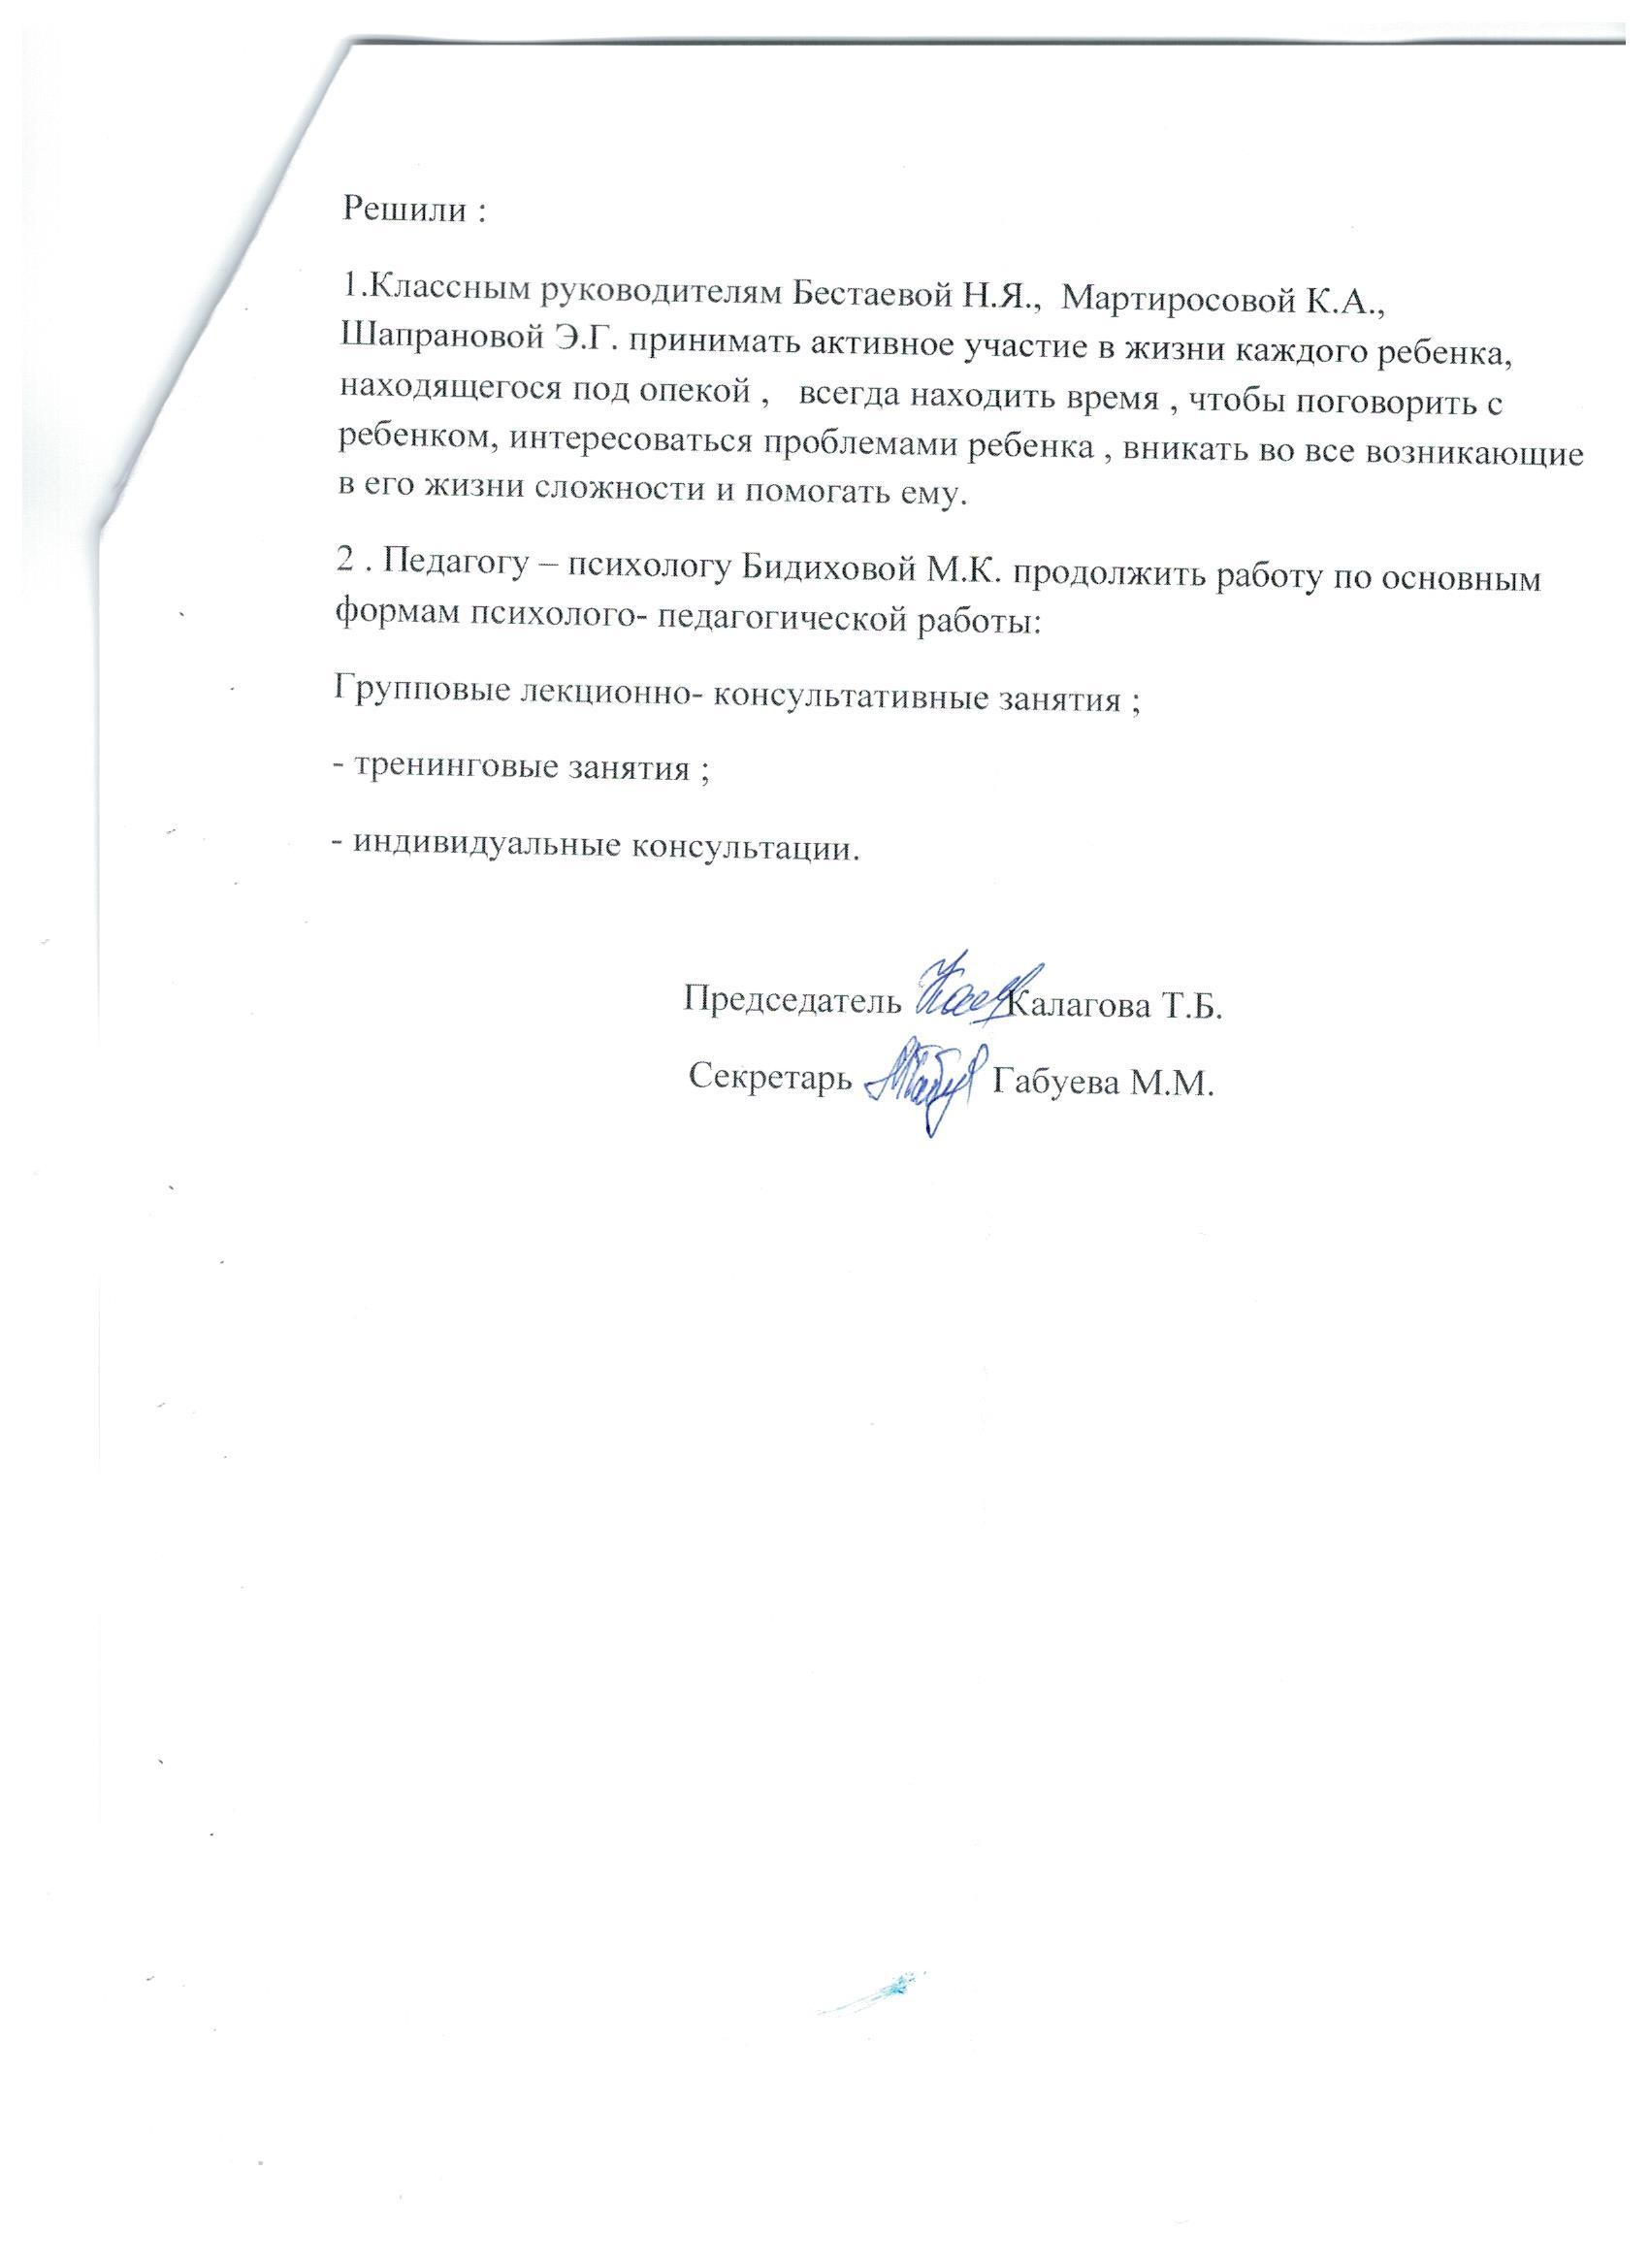 Решили :
1.Классным руководителям Бестаевой Н.Я.,  Мартиросовой К.А.,
Шапрановой Э.Г. принимать активное участие в жизни каждого ребенка,
находящегося под опекой ,   всегда находить время , чтобы поговорить с
ребенком, интересоваться проблемами ребенка , вникать во все возникающие
в его жизни сложности и помогать ему.
2 . Педагогу – психологу Бидиховой М.К. продолжить работу по основным
формам психолого- педагогической работы:
Групповые лекционно- консультативные занятия ;
- тренинговые занятия ;
- индивидуальные консультации.
Председатель Калагова Т.Б.
Секретарь Габуева М.М.